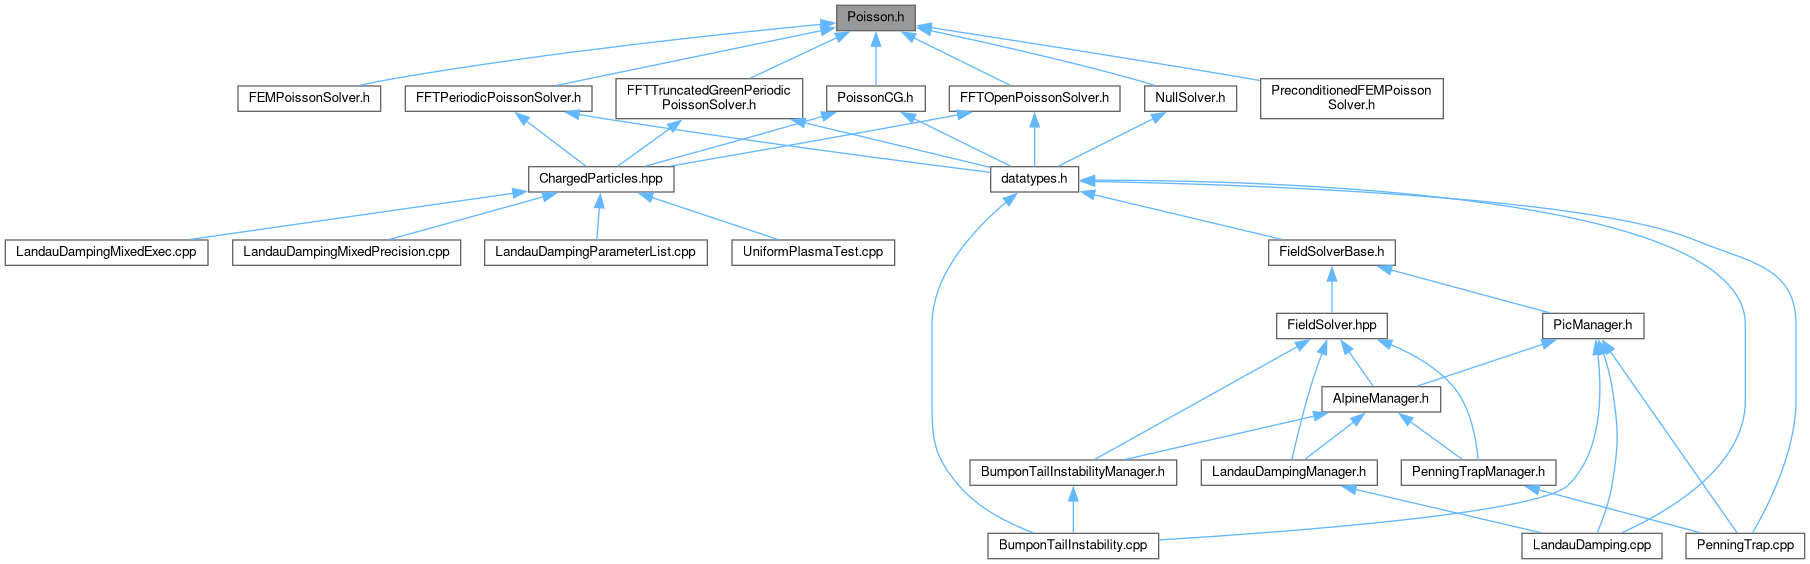 Poisson.h
FEMPoissonSolver.h
FFTPeriodicPoissonSolver.h
FFTTruncatedGreenPeriodic
PoissonSolver.h
PoissonCG.h
FFTOpenPoissonSolver.h
NullSolver.h
PreconditionedFEMPoisson
Solver.h
ChargedParticles.hpp
datatypes.h
LandauDampingMixedExec.cpp
LandauDampingMixedPrecision.cpp
LandauDampingParameterList.cpp
UniformPlasmaTest.cpp
FieldSolverBase.h
FieldSolver.hpp
PicManager.h
AlpineManager.h
BumponTailInstabilityManager.h
LandauDampingManager.h
PenningTrapManager.h
BumponTailInstability.cpp
LandauDamping.cpp
PenningTrap.cpp